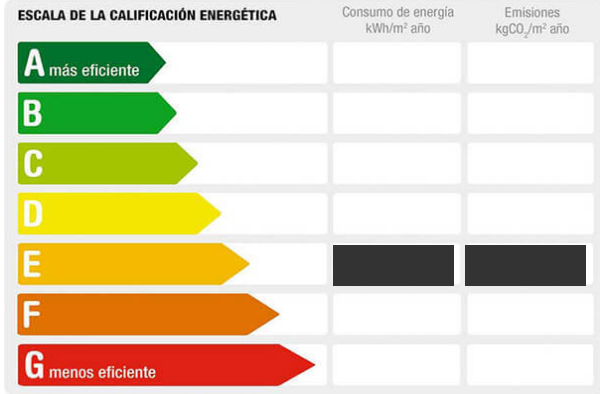 ESCALA DE LA CALIFICACIÓN ENERGÉTICA
Consumo de energía
kWh/m² año
Emisiones
kgCO₂/m² año
A más eficiente
B
C
D
E
F
G menos eficiente